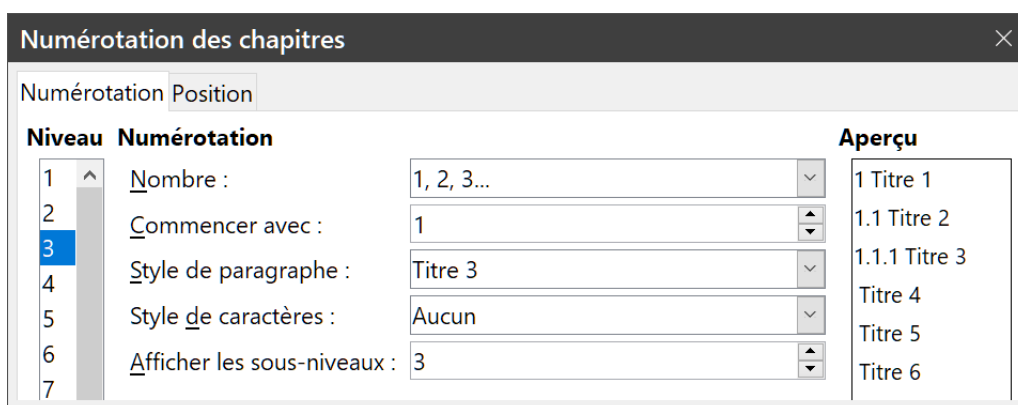 Numérotation des chapitres
Numérotation Position
Niveau Numérotation Aperçu
1 Nombre : 1, 2, 3... 1 Titre 1
2 Commencer avec : 1 1.1 Titre 2
3 Style de paragraphe : Titre 3 1.1.1 Titre 3
4 Style de caractères : Aucun Titre 4
5 Afficher les sous-niveaux : 3 Titre 5
6 Titre 6
7